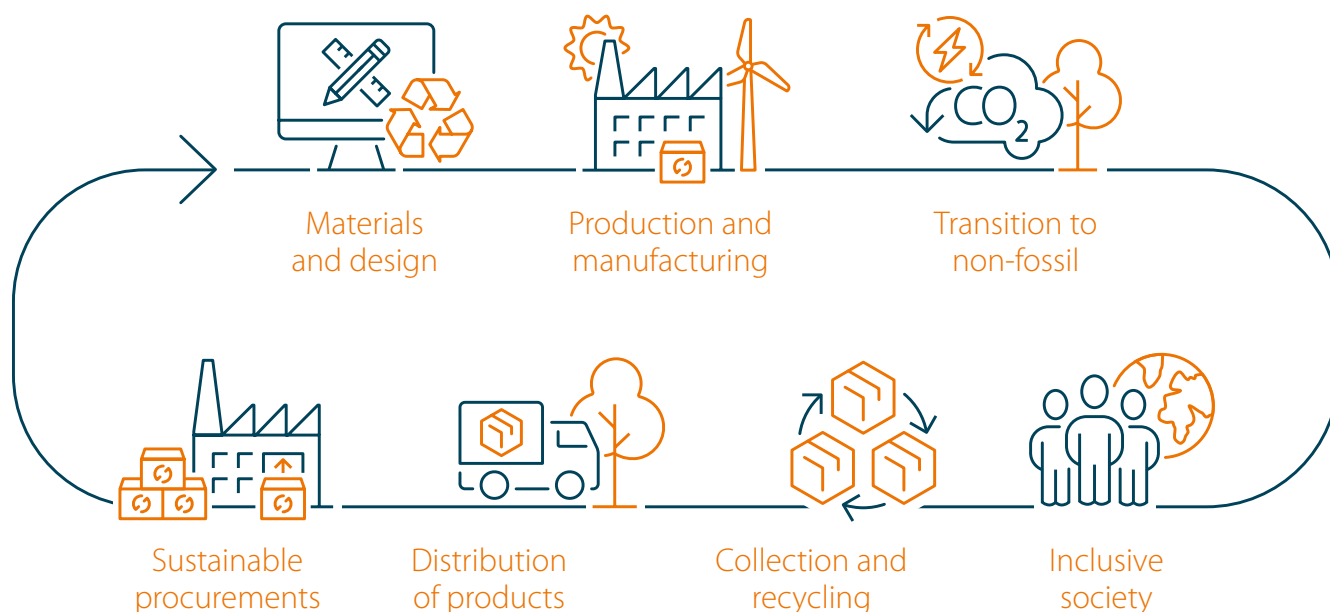 CO2
Materials
and design
Production and
manufacturing
Transition to
non-fossil
Sustainable
procurements
Distribution
of products
Collection and
recycling
Inclusive
society